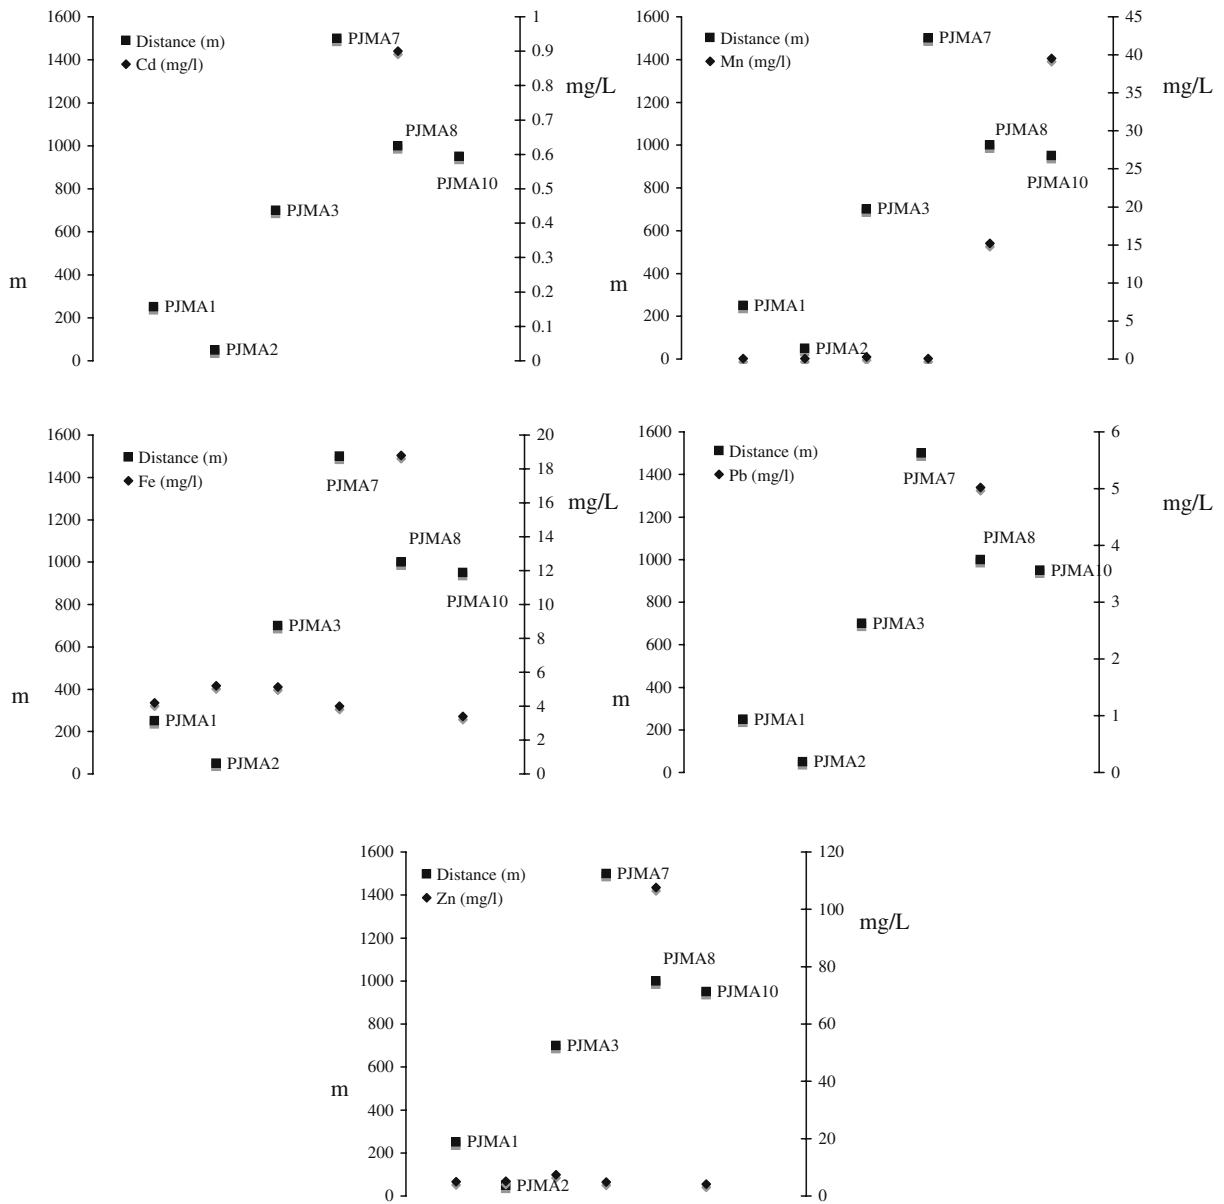 1600
1400
1200
1000
800
600
400
200
0
m
Distance (m)
Cd (mg/l)
PJMA1
PJMA2
PJMA3
PJMA7
PJMA8
PJMA10
1
0.9
0.8
0.7
0.6
0.5
0.4
0.3
0.2
0.1
0
mg/L
1600
1400
1200
1000
800
600
400
200
0
m
Distance (m)
Mn (mg/l)
PJMA1
PJMA2
PJMA3
PJMA7
PJMA8
PJMA10
45
40
35
30
25
20
15
10
5
0
mg/L
1600
1400
1200
1000
800
600
400
200
0
m
Distance (m)
Fe (mg/l)
PJMA1
PJMA2
PJMA3
PJMA7
PJMA8
PJMA10
20
18
16
14
12
10
8
6
4
2
0
mg/L
1600
1400
1200
1000
800
600
400
200
0
m
Distance (m)
Pb (mg/l)
PJMA1
PJMA2
PJMA3
PJMA7
PJMA8
PJMA10
6
5
4
3
2
1
0
mg/L
1600
1400
1200
1000
800
600
400
200
0
m
Distance (m)
Zn (mg/l)
PJMA1
PJMA2
PJMA3
PJMA7
PJMA8
PJMA10
120
100
80
60
40
20
0
mg/L